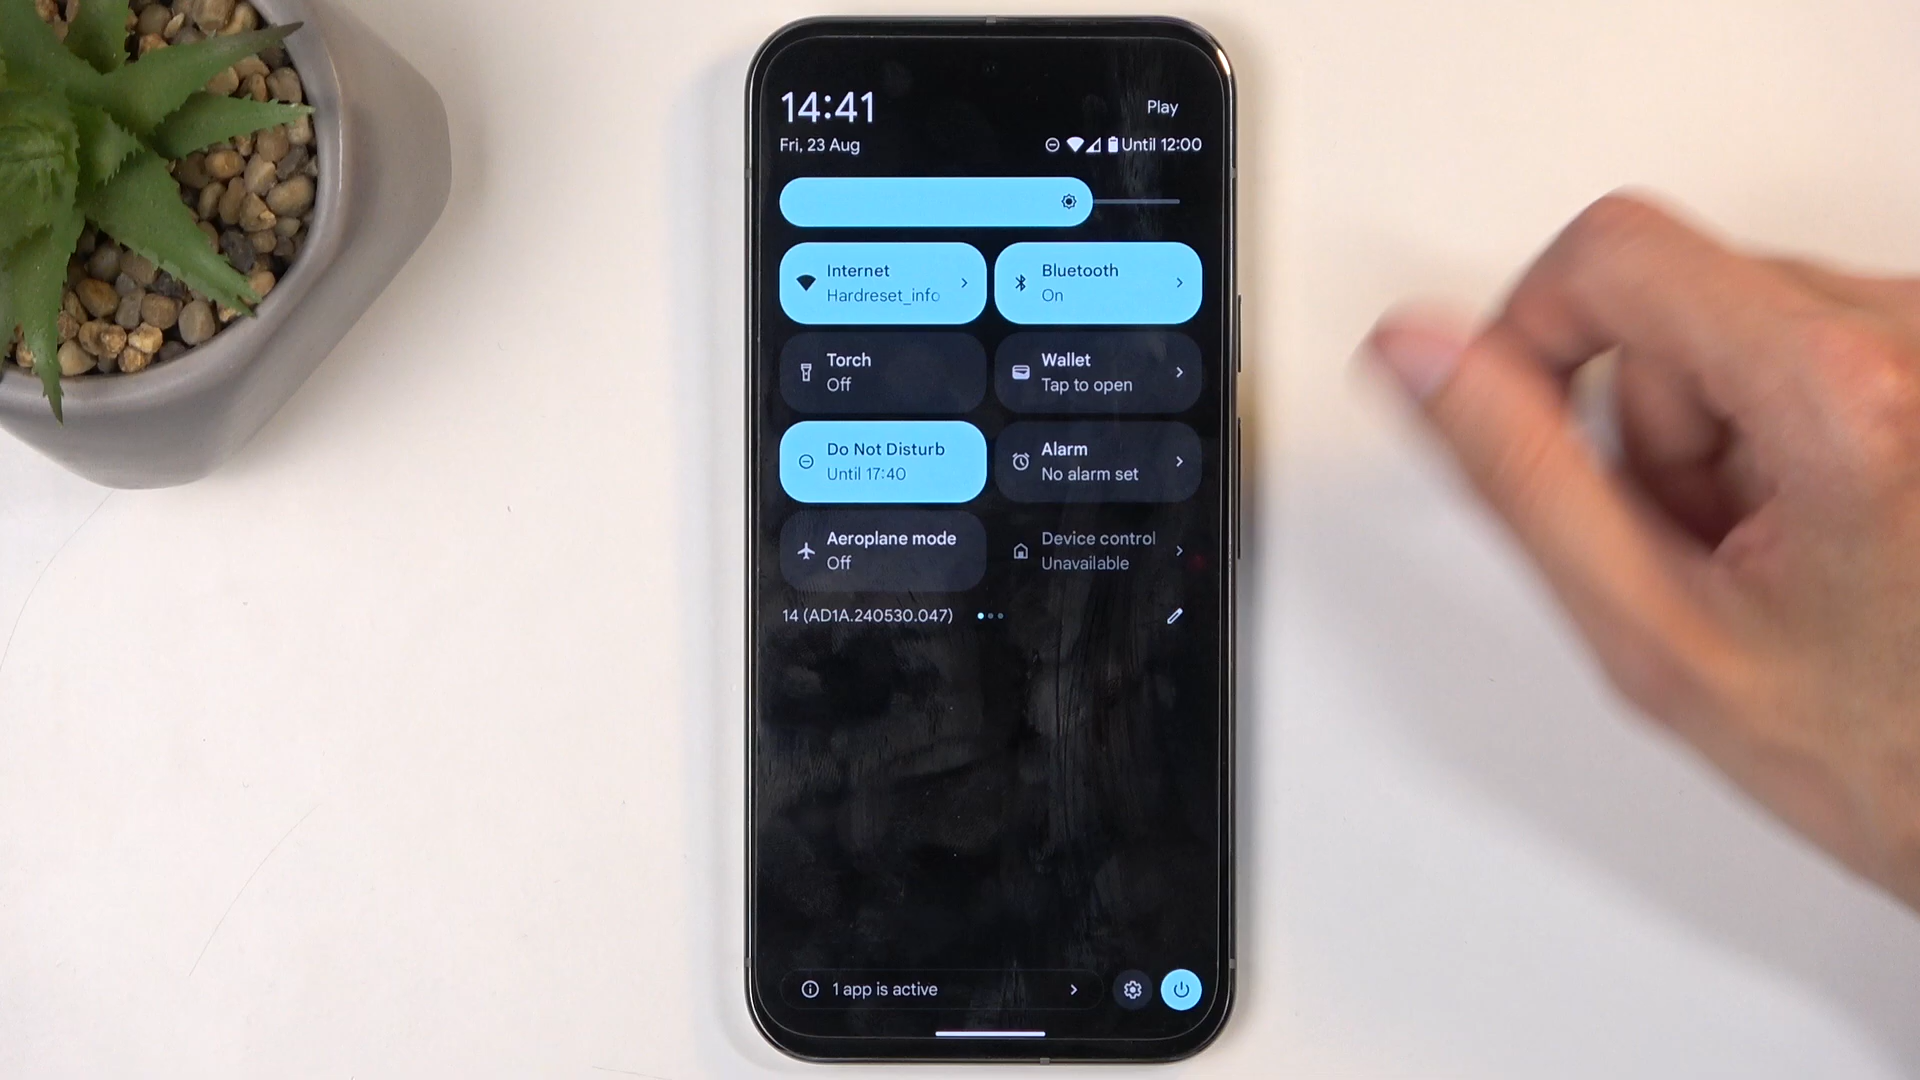 14:41
Play
Fri, 23 Aug
Until 12:00
Internet
Hardreset_info
Bluetooth
On
Torch
Off
Wallet
Tap to open
Do Not Disturb
Until 17:40
Alarm
No alarm set
Aeroplane mode
Off
Device control
Unavailable
14 (AD1A.240530.047)
1 app is active